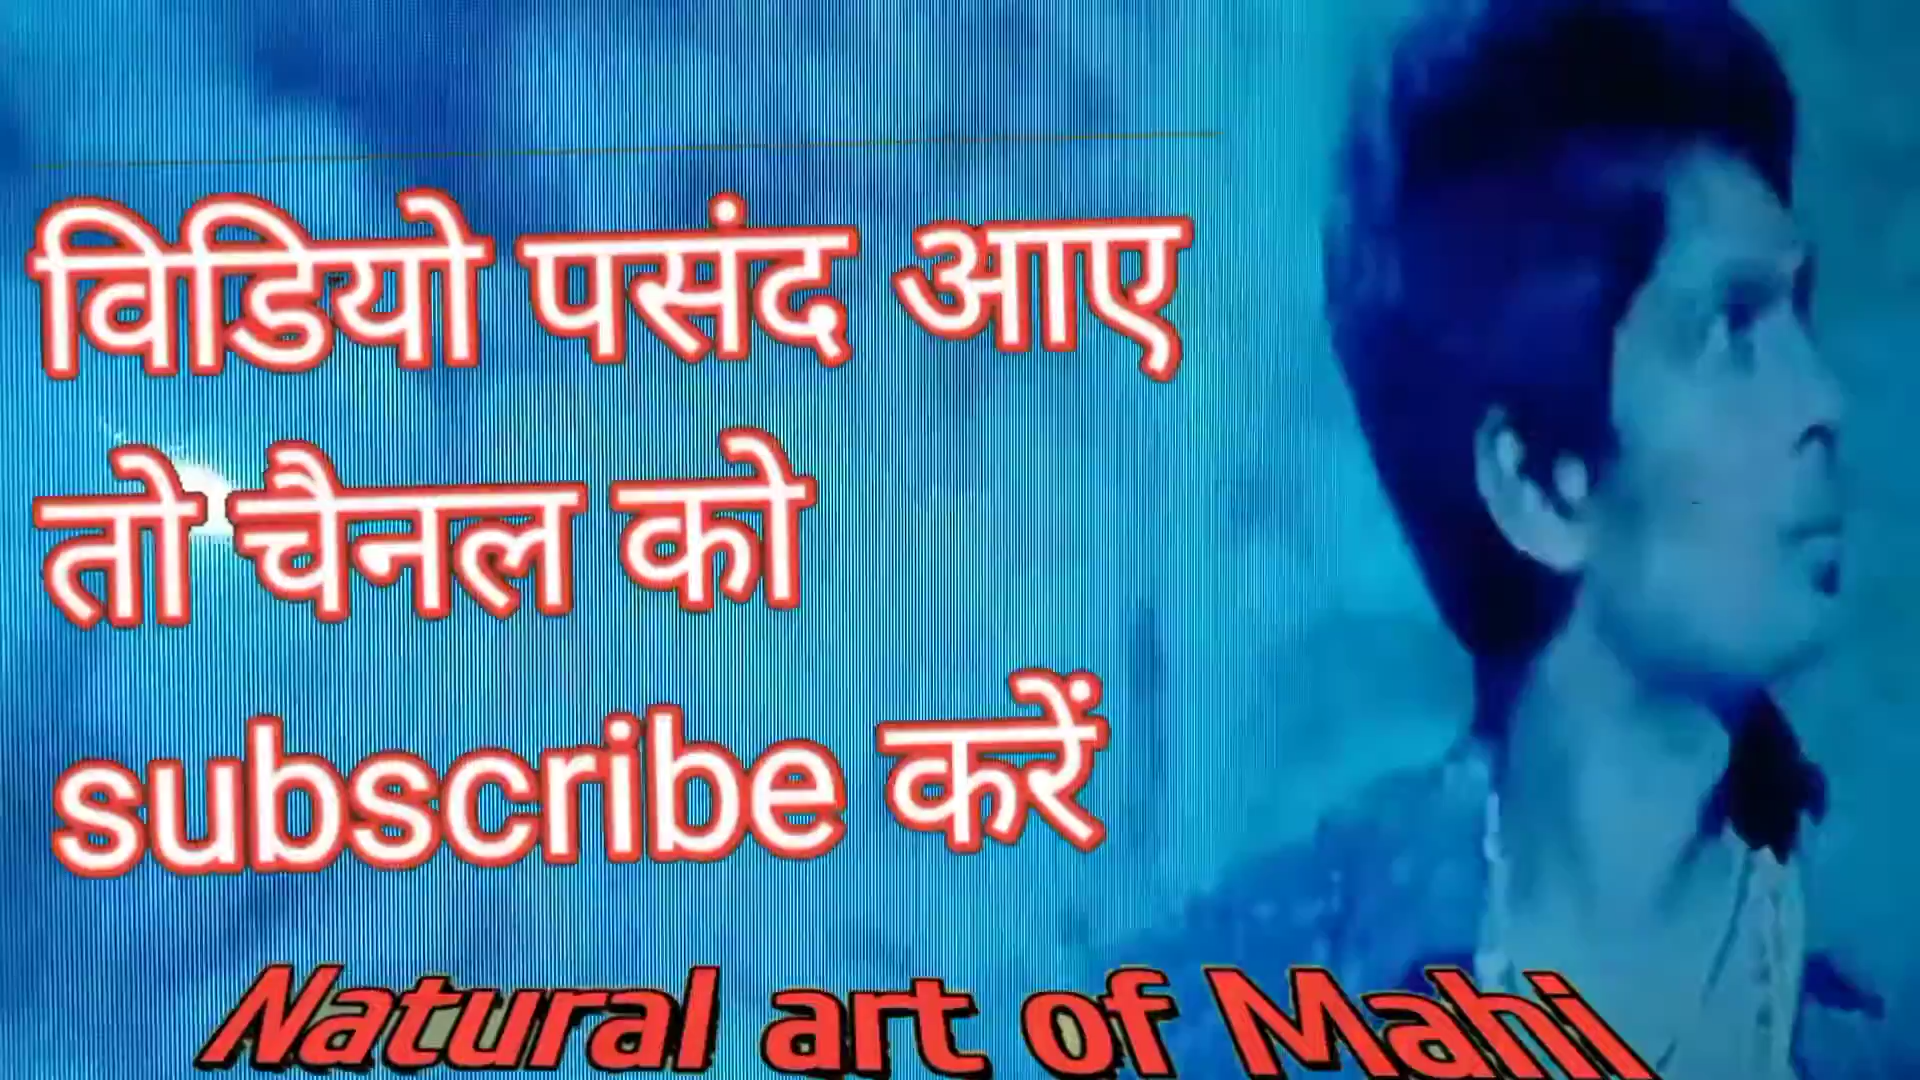 विडियो पसंद आए
तो चैनल को
subscribe करें
Natural art of Mahi